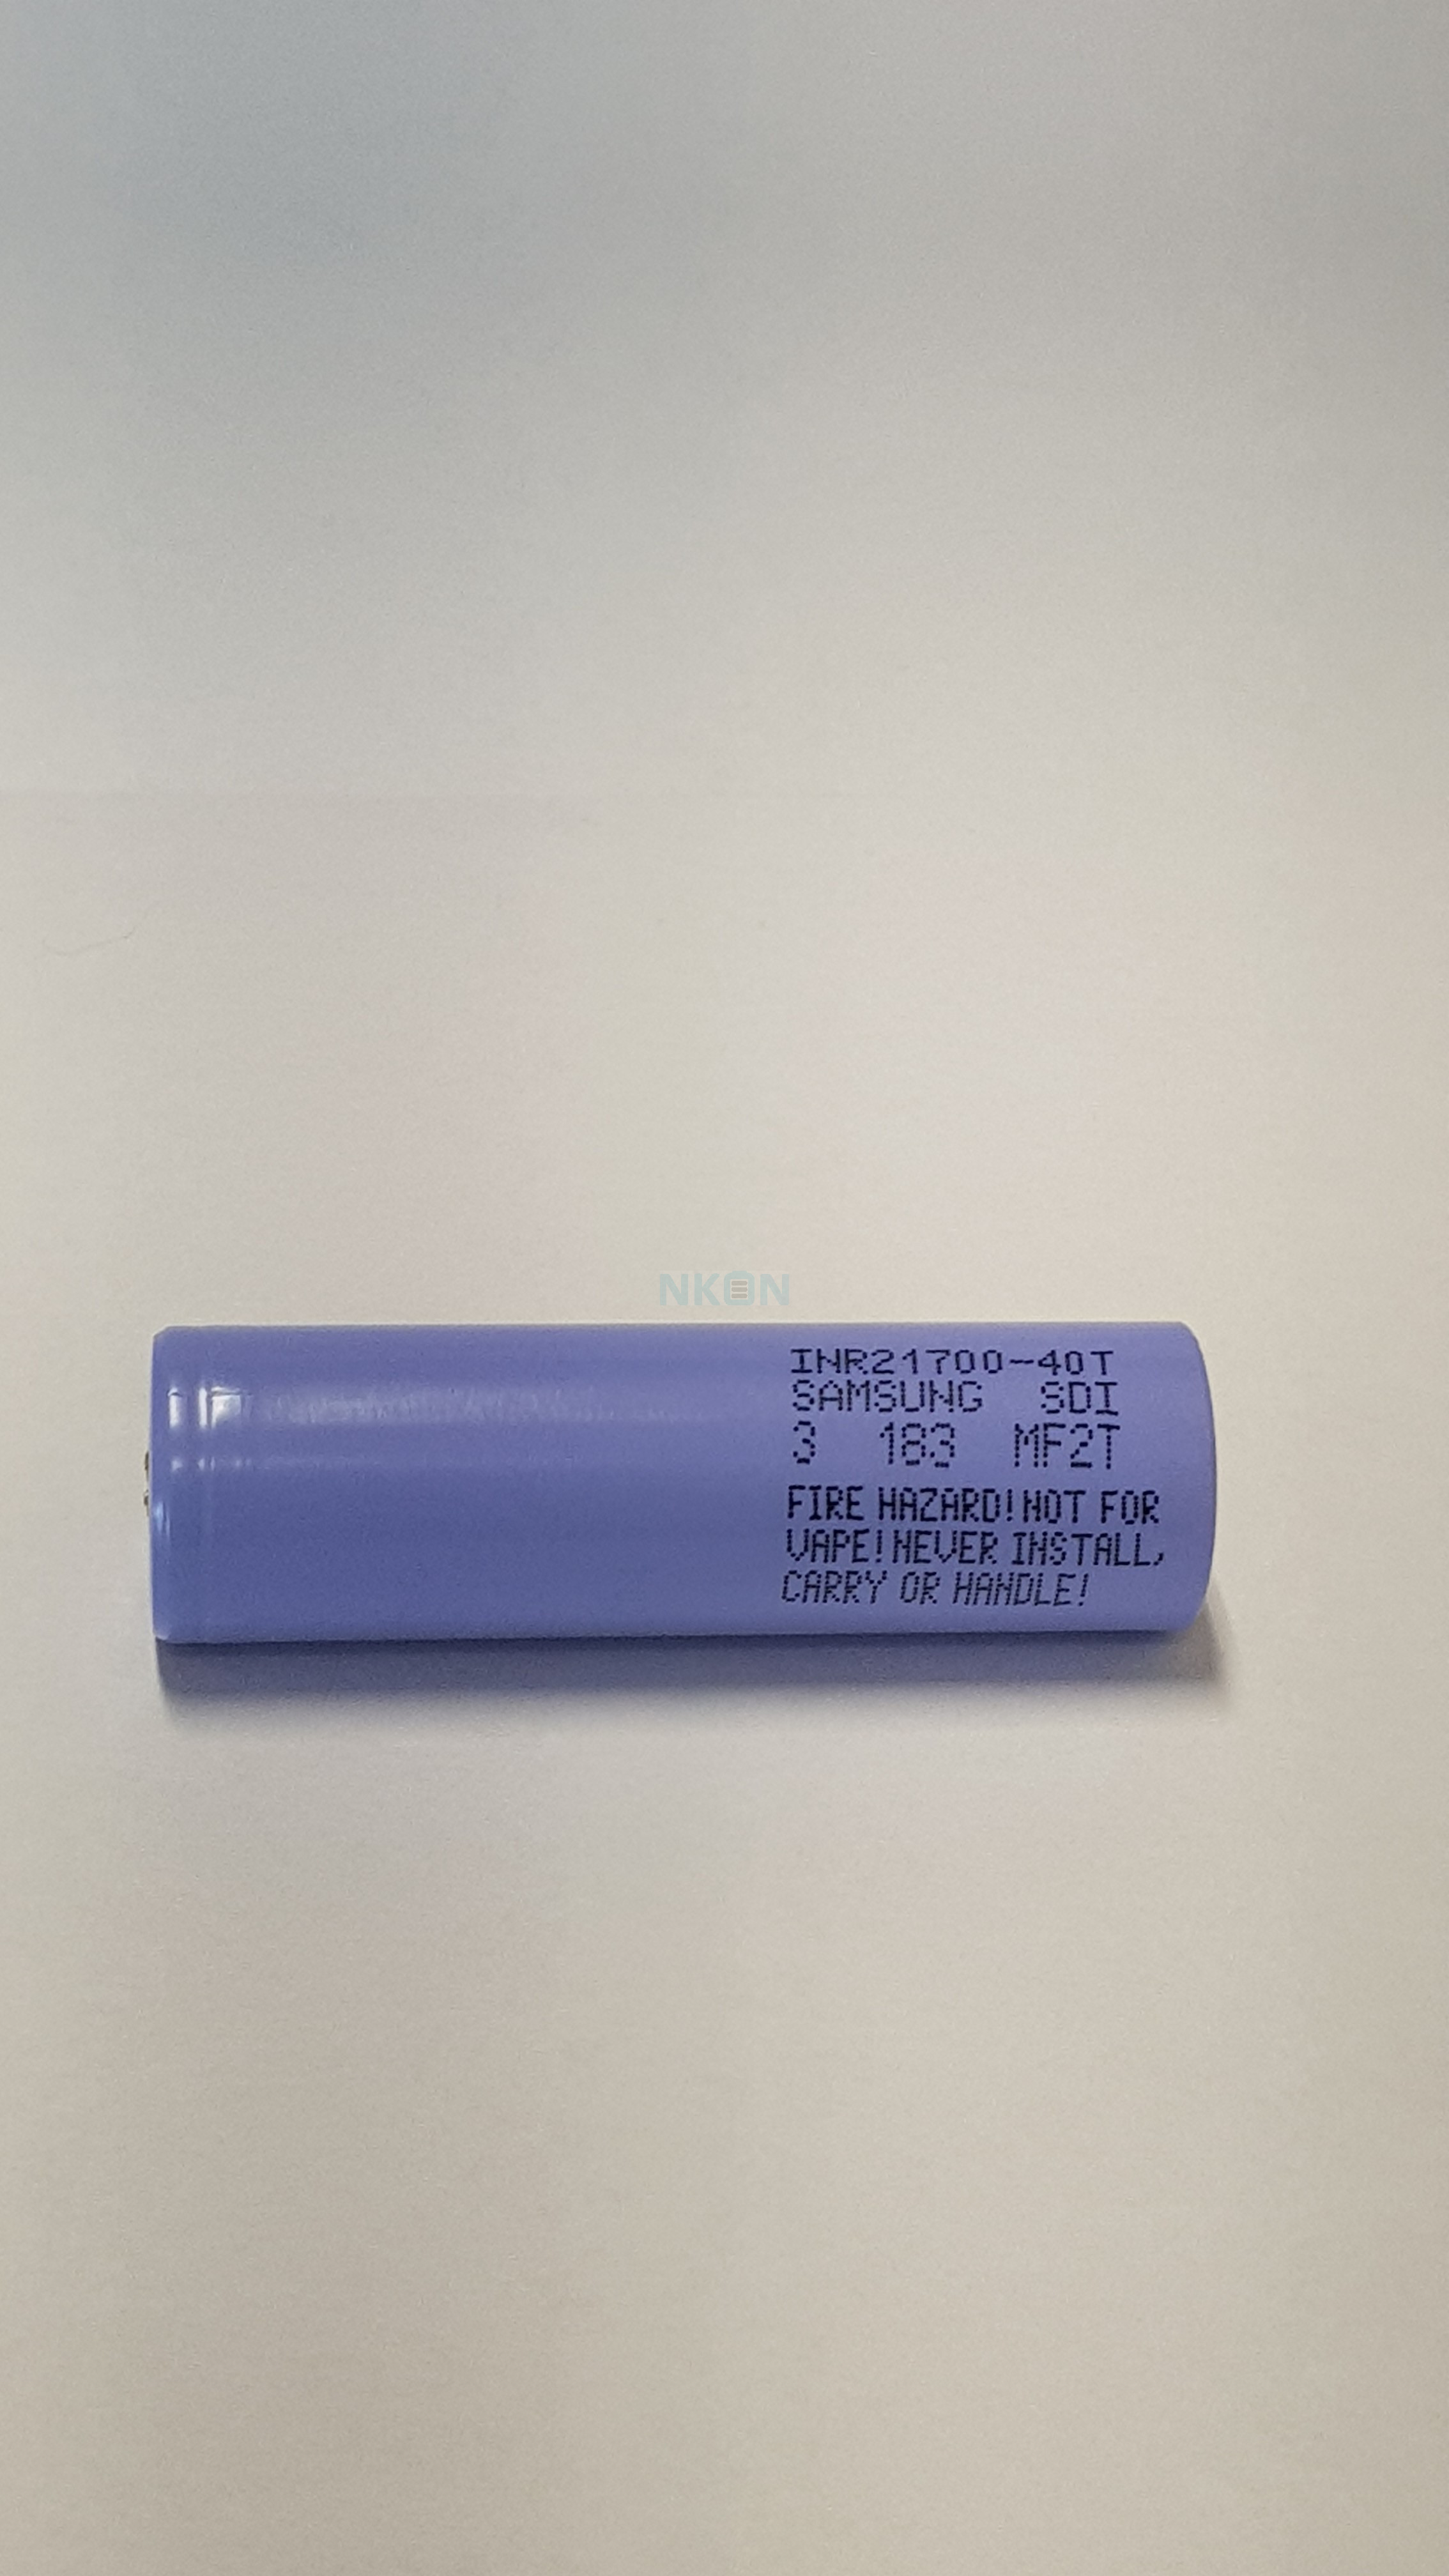 NKON
INR21700-40T
SAMSUNG SDI
3 183 MF2T
FIRE HAZARD! NOT FOR
VAPE! NEVER INSTALL,
CARRY OR HANDLE!